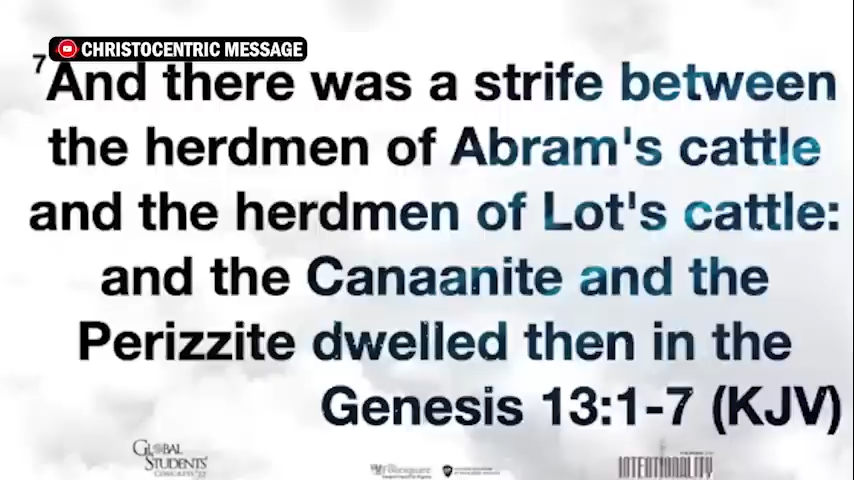 CHRISTOCENTRIC MESSAGE
7And there was a strife between
the herdmen of Abram's cattle
and the herdmen of Lot's cattle:
and the Canaanite and the
Perizzite dwelled then in the
Genesis 13:1-7 (KJV)
GLOBAL
STUDENTS'
INTENTIONALITY